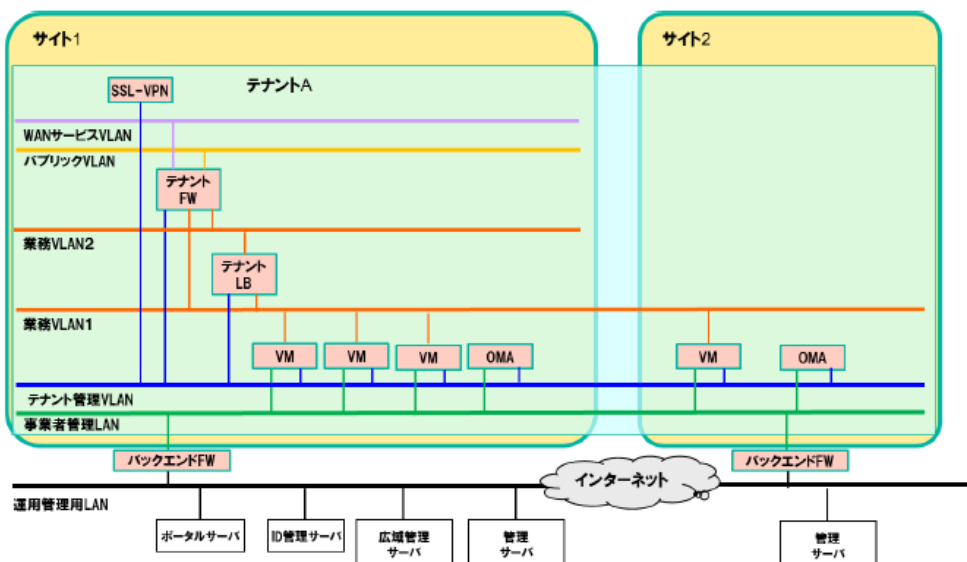 サイト1
サイト2
テナントA
SSL-VPN
WANサービスVLAN
パブリックVLAN
テナント
FW
業務VLAN2
テナント
LB
業務VLAN1
VM
VM
VM
OMA
VM
OMA
テナント管理VLAN
事業者管理LAN
バックエンドFW
バックエンドFW
インターネット
運用管理用LAN
ポータルサーバ
ID管理サーバ
広域管理
サーバ
管理
サーバ
管理
サーバ